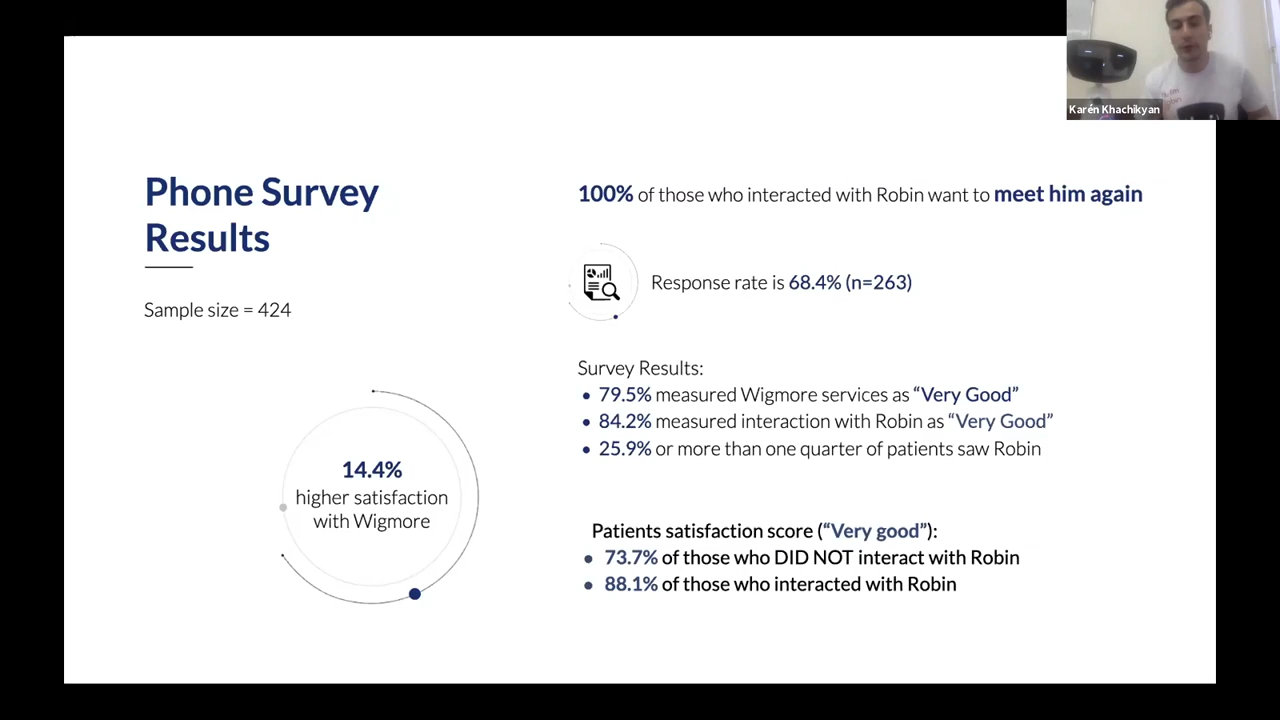 Karén Khachikyan
Phone Survey
Results
Sample size = 424
14.4%
higher satisfaction
with Wigmore
100% of those who interacted with Robin want to meet him again
Response rate is 68.4% (n=263)
Survey Results:
• 79.5% measured Wigmore services as “Very Good”
• 84.2% measured interaction with Robin as “Very Good”
• 25.9% or more than one quarter of patients saw Robin
Patients satisfaction score (“Very good”):
• 73.7% of those who DID NOT interact with Robin
• 88.1% of those who interacted with Robin